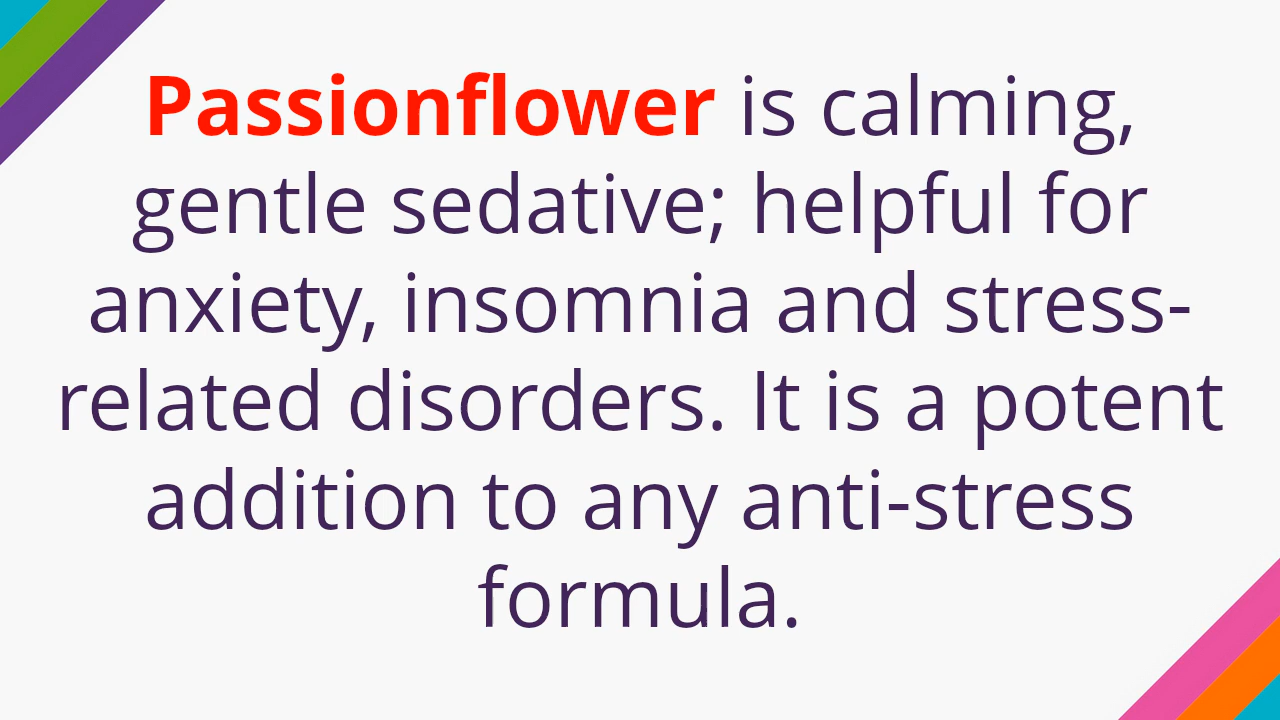 Passionflower is calming,
gentle sedative; helpful for
anxiety, insomnia and stress-
related disorders. It is a potent
addition to any anti-stress
formula.